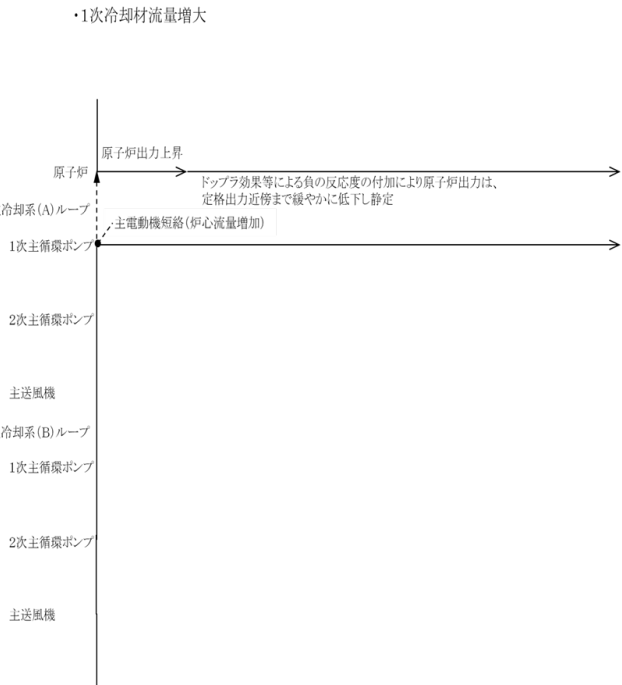 ・1次冷却材流量増大
原子炉出力上昇
原子炉
ドップラ効果等による負の反応度の付加により原子炉出力は、
定格出力近傍まで緩やかに低下し静定
冷却系(A)ループ
主電動機短絡(炉心流量増加)
1次主循環ポンプ
2次主循環ポンプ
主送風機
冷却系(B)ループ
1次主循環ポンプ
2次主循環ポンプ
主送風機